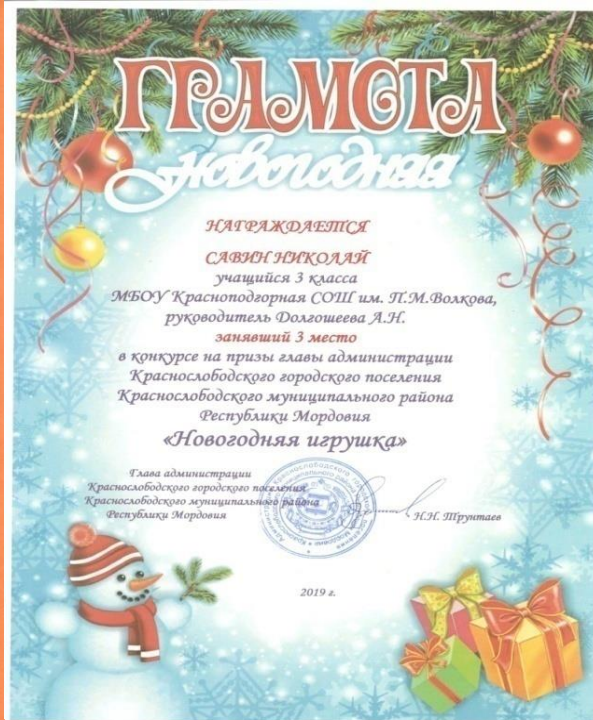 ГРАМОТА
новогодняя
НАГРАЖДАЕТСЯ
САВИН НИКОЛАЙ
учащийся 3 класса
МБОУ Красноподгорная СОШ им. П.М.Волкова,
руководитель Долгошеева А.Н.
занявший 3 место
в конкурсе на призы главы администрации
Краснослободского городского поселения
Краснослободского муниципального района
Республики Мордовия
«Новогодняя игрушка»
Глава администрации
Краснослободского городского поселения
Краснослободского муниципального района
Республики Мордовия
Н.Н. Трунтаев
2019 г.